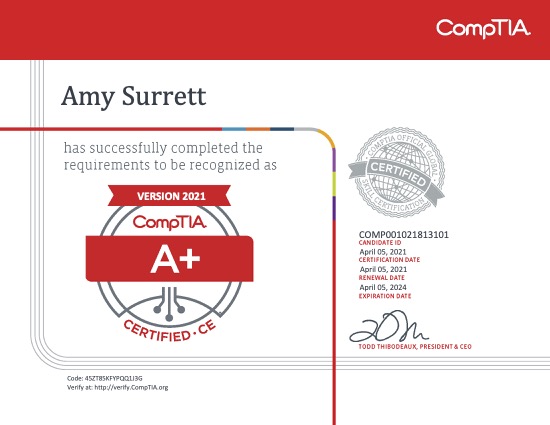 CompTIA.
Amy Surrett
has successfully completed the
requirements to be recognized as
VERSION 2021
CompTIA.
A+
CERTIFIED • CE
COMPTIA OFFICIAL GLOBAL
CERTIFIED
SKILL CERTIFICATION
COMP001021813101
CANDIDATE ID
April 05, 2021
CERTIFICATION DATE
April 05, 2021
RENEWAL DATE
April 05, 2024
EXPIRATION DATE
TODD THIBODEAUX, PRESIDENT & CEO
Verify at: http://verify.CompTIA.org